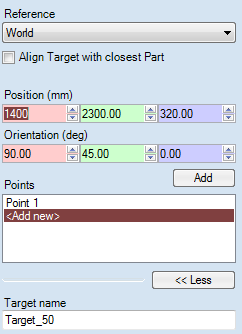 Reference
World
Align Target with closest Part
Position (mm)
1400 2300.00 320.00
Orientation (deg)
90.00 45.00 0.00
Add
Points
Point 1
<Add new>
<< Less
Target name
Target_50